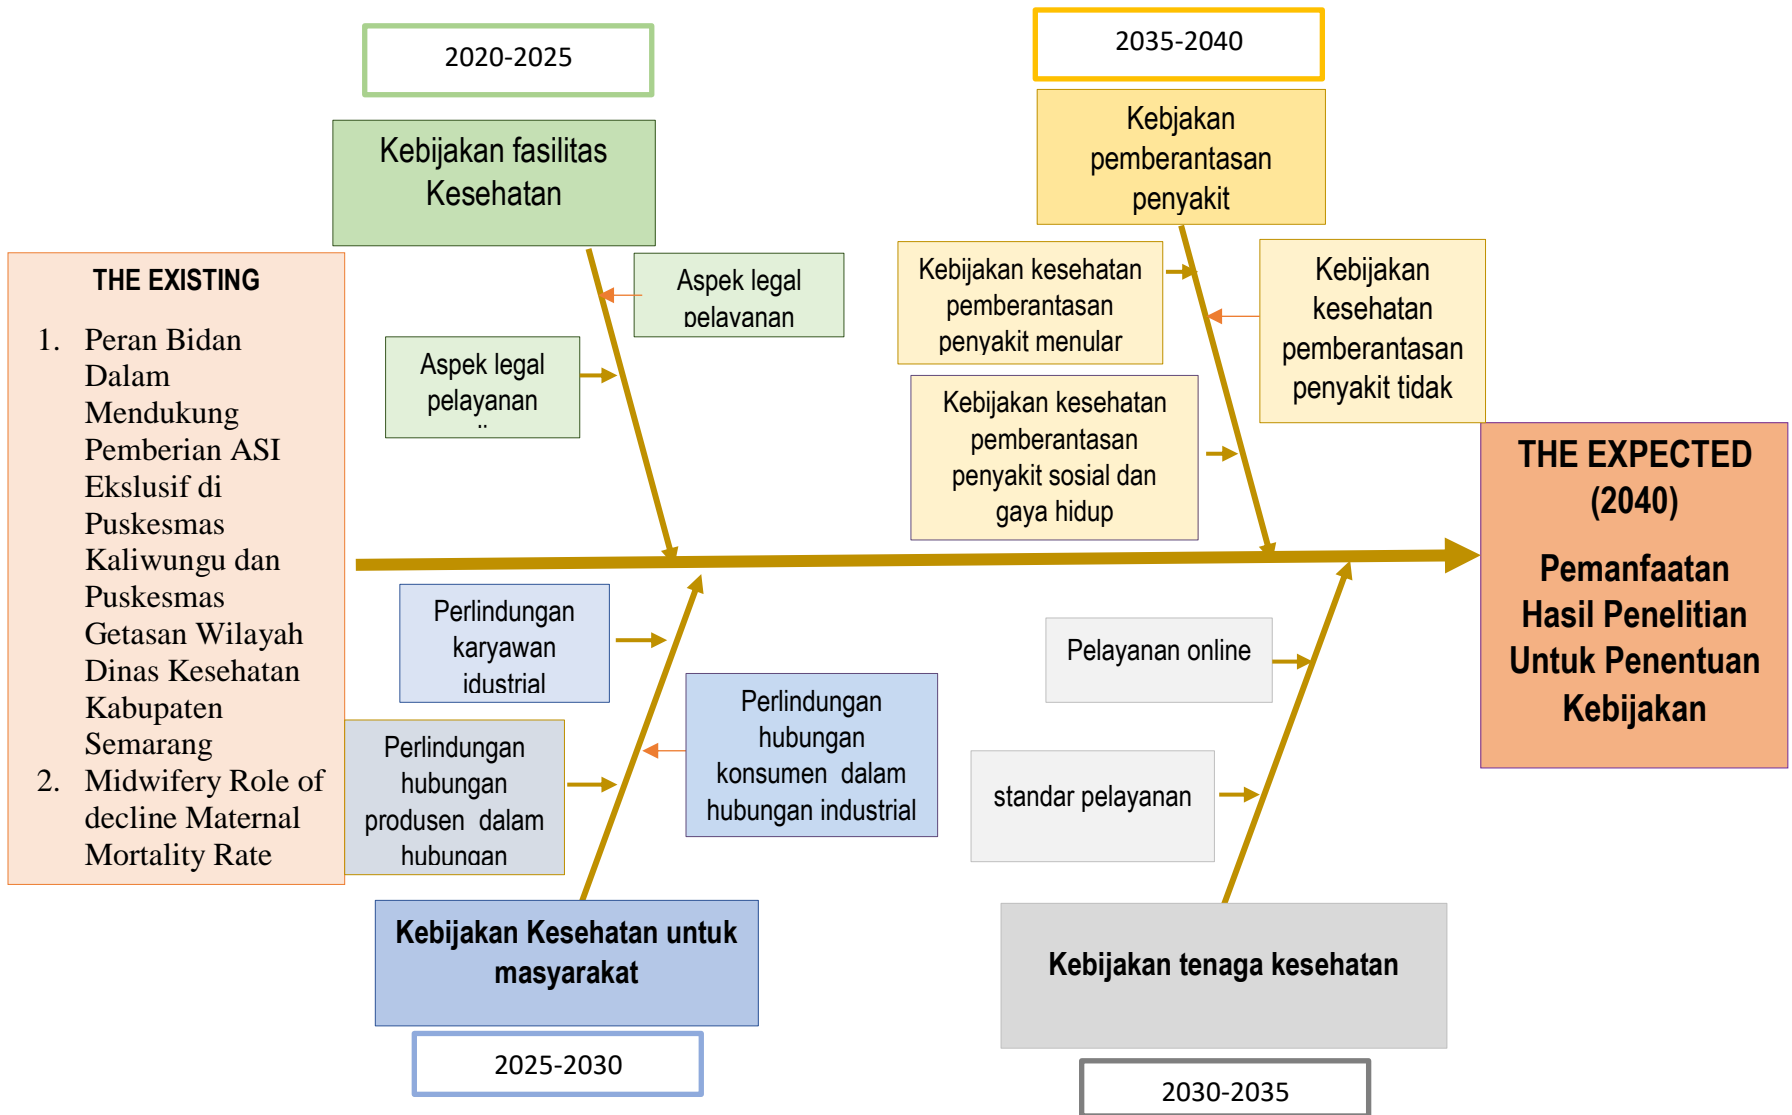 2020-2025
2035-2040
Kebijakan fasilitas
Kesehatan
Kebjakan
pemberantasan
penyakit
THE EXISTING
1. Peran Bidan
Dalam
Mendukung
Pemberian ASI
Ekslusif di
Puskesmas
Kaliwungu dan
Puskesmas
Getasan Wilayah
Dinas Kesehatan
Kabupaten
Semarang
2. Midwifery Role of
decline Maternal
Mortality Rate
Aspek legal
pelayanan
Aspek legal
pelayanan
Kebijakan kesehatan
pemberantasan
penyakit menular
Kebijakan
kesehatan
pemberantasan
penyakit tidak
Kebijakan kesehatan
pemberantasan
penyakit sosial dan
gaya hidup
THE EXPECTED
(2040)
Pemanfaatan
Hasil Penelitian
Untuk Penentuan
Kebijakan
Perlindungan
karyawan
idustrial
Perlindungan
hubungan
produsen dalam
hubungan
Perlindungan
hubungan
konsumen dalam
hubungan industrial
Pelayanan online
standar pelayanan
Kebijakan Kesehatan untuk
masyarakat
Kebijakan tenaga kesehatan
2025-2030
2030-2035